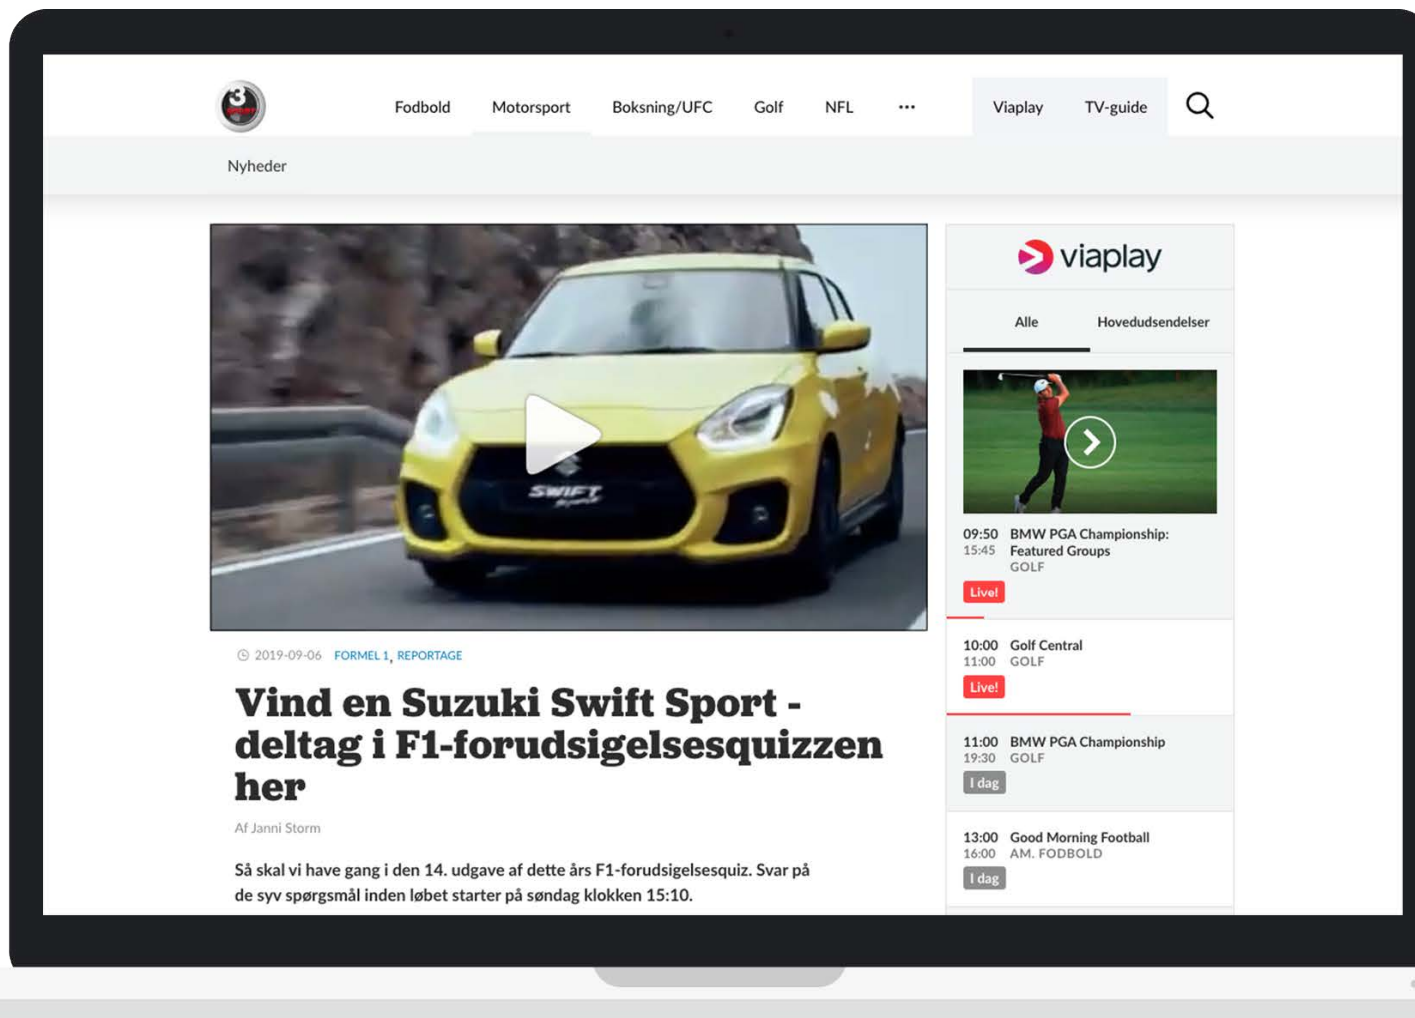 3
Fodbold
Motorsport
Boksning/UFC
Golf
NFL
•••
Viaplay
TV-guide
Nyheder
SWIFT
2019-09-06 FORMEL 1, REPORTAGE
Vind en Suzuki Swift Sport -
deltag i F1-forudsigelsesquizzen
her
Af Janni Storm
Så skal vi have gang i den 14. udgave af dette års F1-forudsigelsesquiz. Svar på
de syv spørgsmål inden løbet starter på søndag klokken 15:10.
viaplay
Alle
Hovedudsendelser
09:50 BMW PGA Championship:
15:45 Featured Groups
GOLF
Live!
10:00 Golf Central
11:00 GOLF
Live!
11:00 BMW PGA Championship
19:30 GOLF
I dag
13:00 Good Morning Football
16:00 AM. FODBOLD
I dag